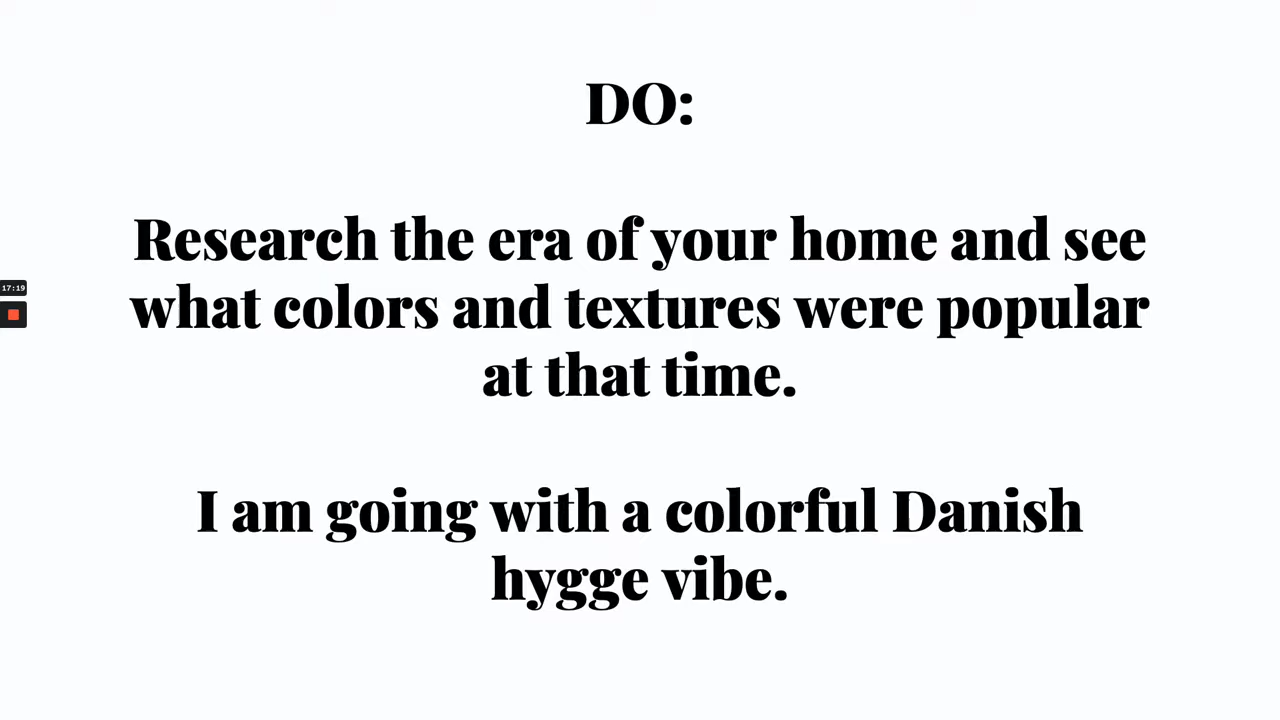 DO:
Research the era of your home and see
what colors and textures were popular
at that time.
I am going with a colorful Danish
hygge vibe.
17:19